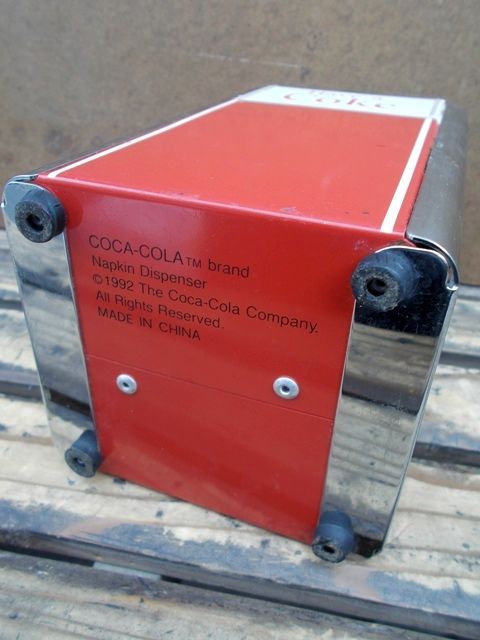 Coke
COCA-COLA™ brand
Napkin Dispenser
©1992 The Coca-Cola Company.
All Rights Reserved.
MADE IN CHINA